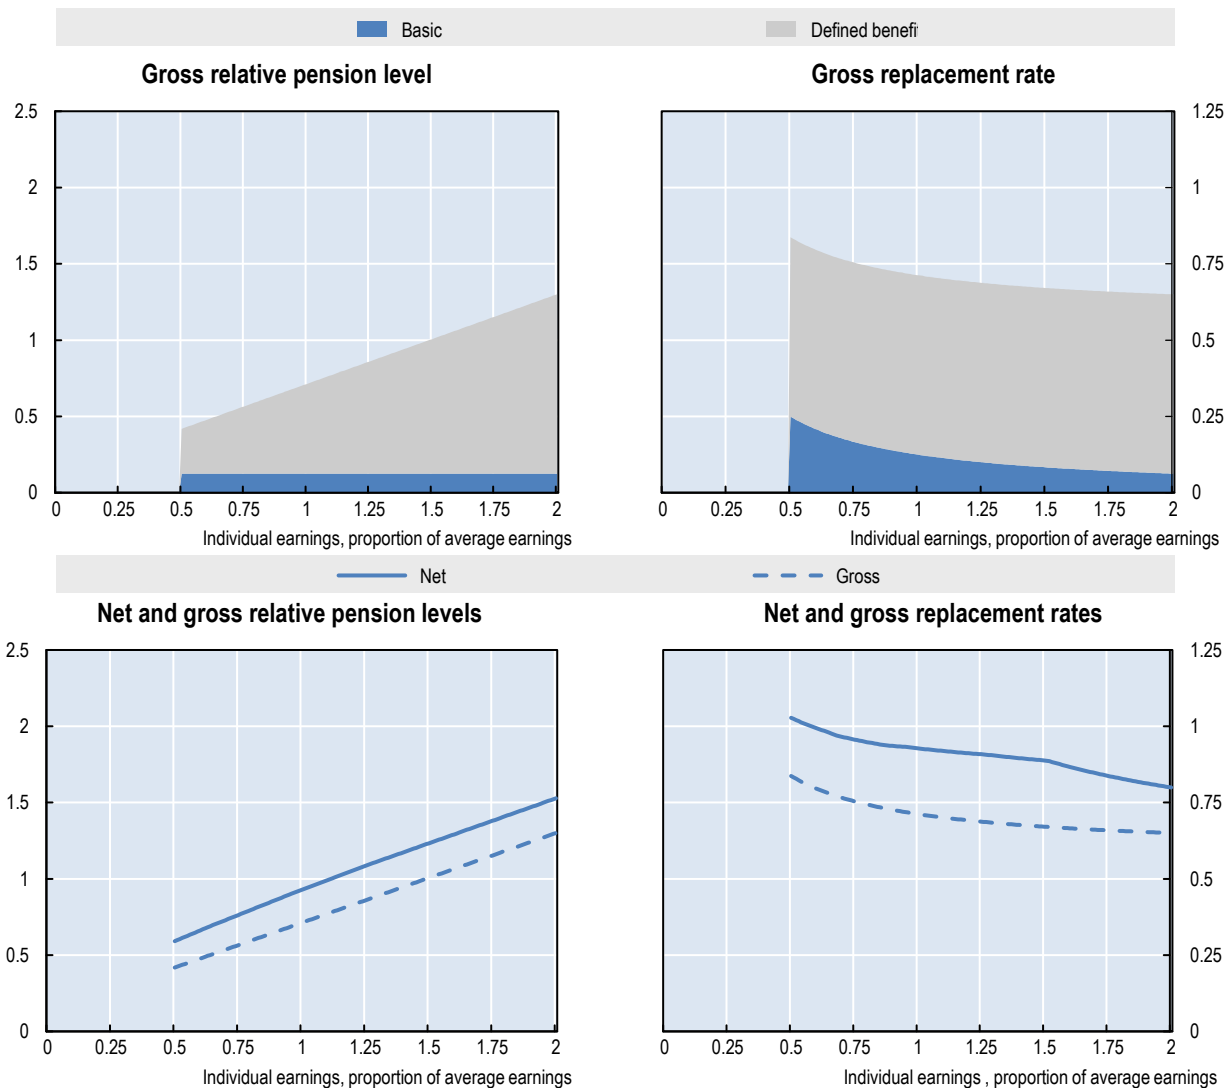 Basic
Defined benefi
Gross relative pension level
Gross replacement rate
2.5
2
1.5
1
0.5
0
0 0.25 0.5 0.75 1 1.25 1.5 1.75 2
Individual earnings, proportion of average earnings
1.25
1
0.75
0.5
0.25
0
0 0.25 0.5 0.75 1 1.25 1.5 1.75 2
Individual earnings, proportion of average earnings
Net
Gross
Net and gross relative pension levels
Net and gross replacement rates
2.5
2
1.5
1
0.5
0
0 0.25 0.5 0.75 1 1.25 1.5 1.75 2
Individual earnings, proportion of average earnings
1.25
1
0.75
0.5
0.25
0
0 0.25 0.5 0.75 1 1.25 1.5 1.75 2
Individual earnings , proportion of average earnings